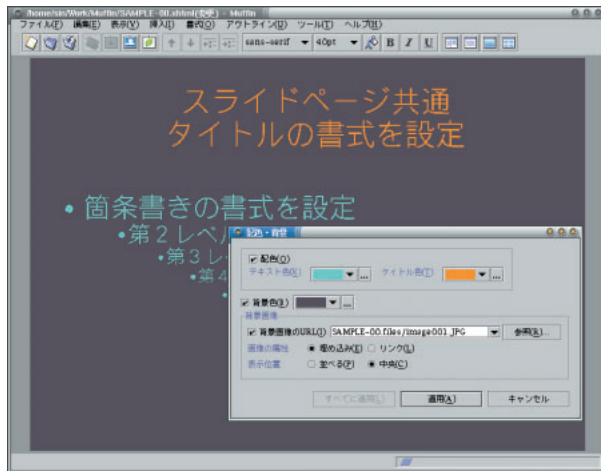 /home/sin/Work/Muffin/SAMPLE-00.xhtml(変更) - Muffin
ファイル(F) 編集(E) 表示(V) 挿入(I) 書式(O) アウトライン(U) ツール(T) ヘルプ(H)
sans-serif 40pt B I U
スライドページ共通
タイトルの書式を設定
• 箇条書きの書式を設定
•第２レベル
•第３レ
•第4
配色・背景
配色(O)
テキスト色(X) ... タイトル色(T) ...
背景色(B) ...
背景画像
背景画像のURL(I) SAMPLE-00.files/image001.JPG 参照(R)...
画像の属性 埋め込み(E) リンク(L)
表示位置 並べる(P) 中央(C)
すべてに適用(L) 適用(A) キャンセル